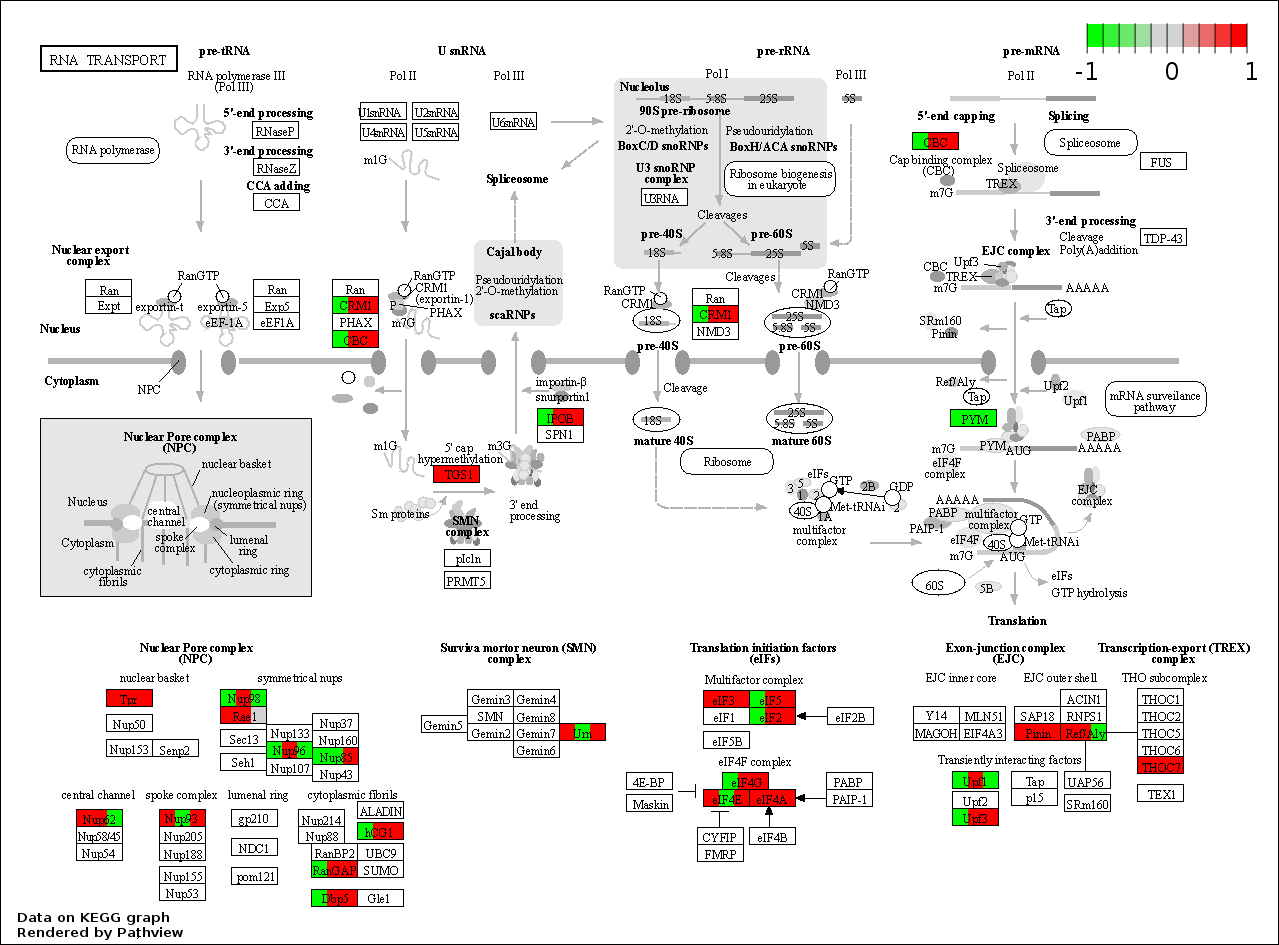 RNA TRANSPORT
pre-tRNA
RNA polymerase III
(Pol III)
5'-end processing
RNaseP
3'-end processing
RNaseZ
CCA adding
CCA
RNA polymerase
Nuclear export
complex
Ran
Expt
RanGTP
exportin-t
exportin-5
eEF-1A
Ran
Exp5
eEF1A
Nucleus
Cytoplasm
NPC
U snRNA
Pol II
Pol III
U1snRNA
U2snRNA
U4snRNA
U5snRNA
U6snRNA
m1G
Spliceosome
Cajal body
Pseudouridylation
2'-O-methylation
scaRNPs
Ran
CRM1
PHAX
CBC
RanGTP
CRM1
(exportin-1)
P
PHAX
m7G
importin-β
snurportin1
IPOB
SPN1
m1G
5' cap
hypermethylation
TGS1
m3G
Sm proteins
SMN
complex
3' end
processing
pICln
PRMT5
pre-rRNA
Pol I
Pol III
Nucleolus
18S
5.8S
25S
5S
90S pre-ribosome
2'-O-methylation
Pseudouridylation
BoxC/D snoRNPs
BoxH/ACA snoRNPs
U3 snoRNP
complex
U3RNA
Ribosome biogenesis
in eukaryote
Cleavages
pre-40S
pre-60S
18S
5.8S
25S
5S
Cleavages
RanGTP
CRM1
18S
Ran
CRM1
NMD3
RanGTP
CRM1
NMD3
25S
5.8S
5S
pre-40S
pre-60S
Cleavage
18S
25S
5.8S
5S
mature 40S
mature 60S
Ribosome
eIFs
GTP
2B
GDP
3
5
1
2
40S
1A
Met-tRNAi
multifactor
complex
pre-mRNA
Pol II
-1
0
1
5'-end capping
Splicing
CBC
Spliceosome
Cap binding complex
(CBC)
Spliceosome
TREX
m7G
FUS
3'-end processing
Cleavage
Poly(A)addition
TDP-43
EJC complex
CBC
Upf3
TREX
m7G
AAAAA
Tap
SRm160
Pinin
Ref/Aly
Tap
Upf2
Upf1
mRNA surveilance
pathway
PYM
m7G
PYM
AUG
PABP
AAAAA
eIF4F
complex
EJC
complex
AAAAA
PABP
PAIP-1
multifactor
complex
GTP
eIF4F
40S
Met-tRNAi
m7G
AUG
60S
5B
eIFs
GTP hydrolysis
Translation
Nuclear Pore complex
(NPC)
nuclear basket
Nucleus
nucleoplasmic ring
(symmetrical nups)
central
channel
spoke
complex
Cytoplasm
lumenal
ring
cytoplasmic
fibrils
cytoplasmic ring
Nuclear Pore complex
(NPC)
nuclear basket
symmetrical nups
Tpr
Nup50
Nup153
Senp2
Nup98
Rae1
Sec13
Seh1
Nup133
Nup96
Nup107
Nup37
Nup160
Nup85
Nup43
central channel
spoke complex
lumenal ring
cytoplasmic fibrils
Nup62
Nup58/45
Nup54
Nup93
Nup205
Nup188
Nup155
Nup53
gp210
NDC1
pom121
Nup214
Nup88
ALADIN
hCG1
RanBP2
UBC9
RanGAP
SUMO
Dbp5
Gle1
Surviva mortor neuron (SMN)
complex
Gemin5
Gemin3
Gemin4
SMN
Gemin8
Gemin2
Gemin7
Gemin6
Unr
Translation initiation factors
(eIFs)
Multifactor complex
eIF3
eIF5
eIF1
eIF2
eIF2B
eIF5B
eIF4F complex
4E-BP
Maskin
eIF4G
eIF4E
eIF4A
PABP
PAIP-1
CYFIP
FMRP
eIF4B
Exon-junction complex
(EJC)
EJC inner core
EJC outer shell
Y14
MLN51
MAGOH
EIF4A3
ACIN1
SAP18
RNPS1
Pnnn
Ref/Aly
Transiently interacting factors
Upf1
Upf2
Upf3
Tap
p15
UAP56
SRm160
Transcription-export (TREX)
complex
THO subcomplex
THOC1
THOC2
THOC5
THOC6
THOC7
TEX1
Data on KEGG graph
Rendered by Pathview